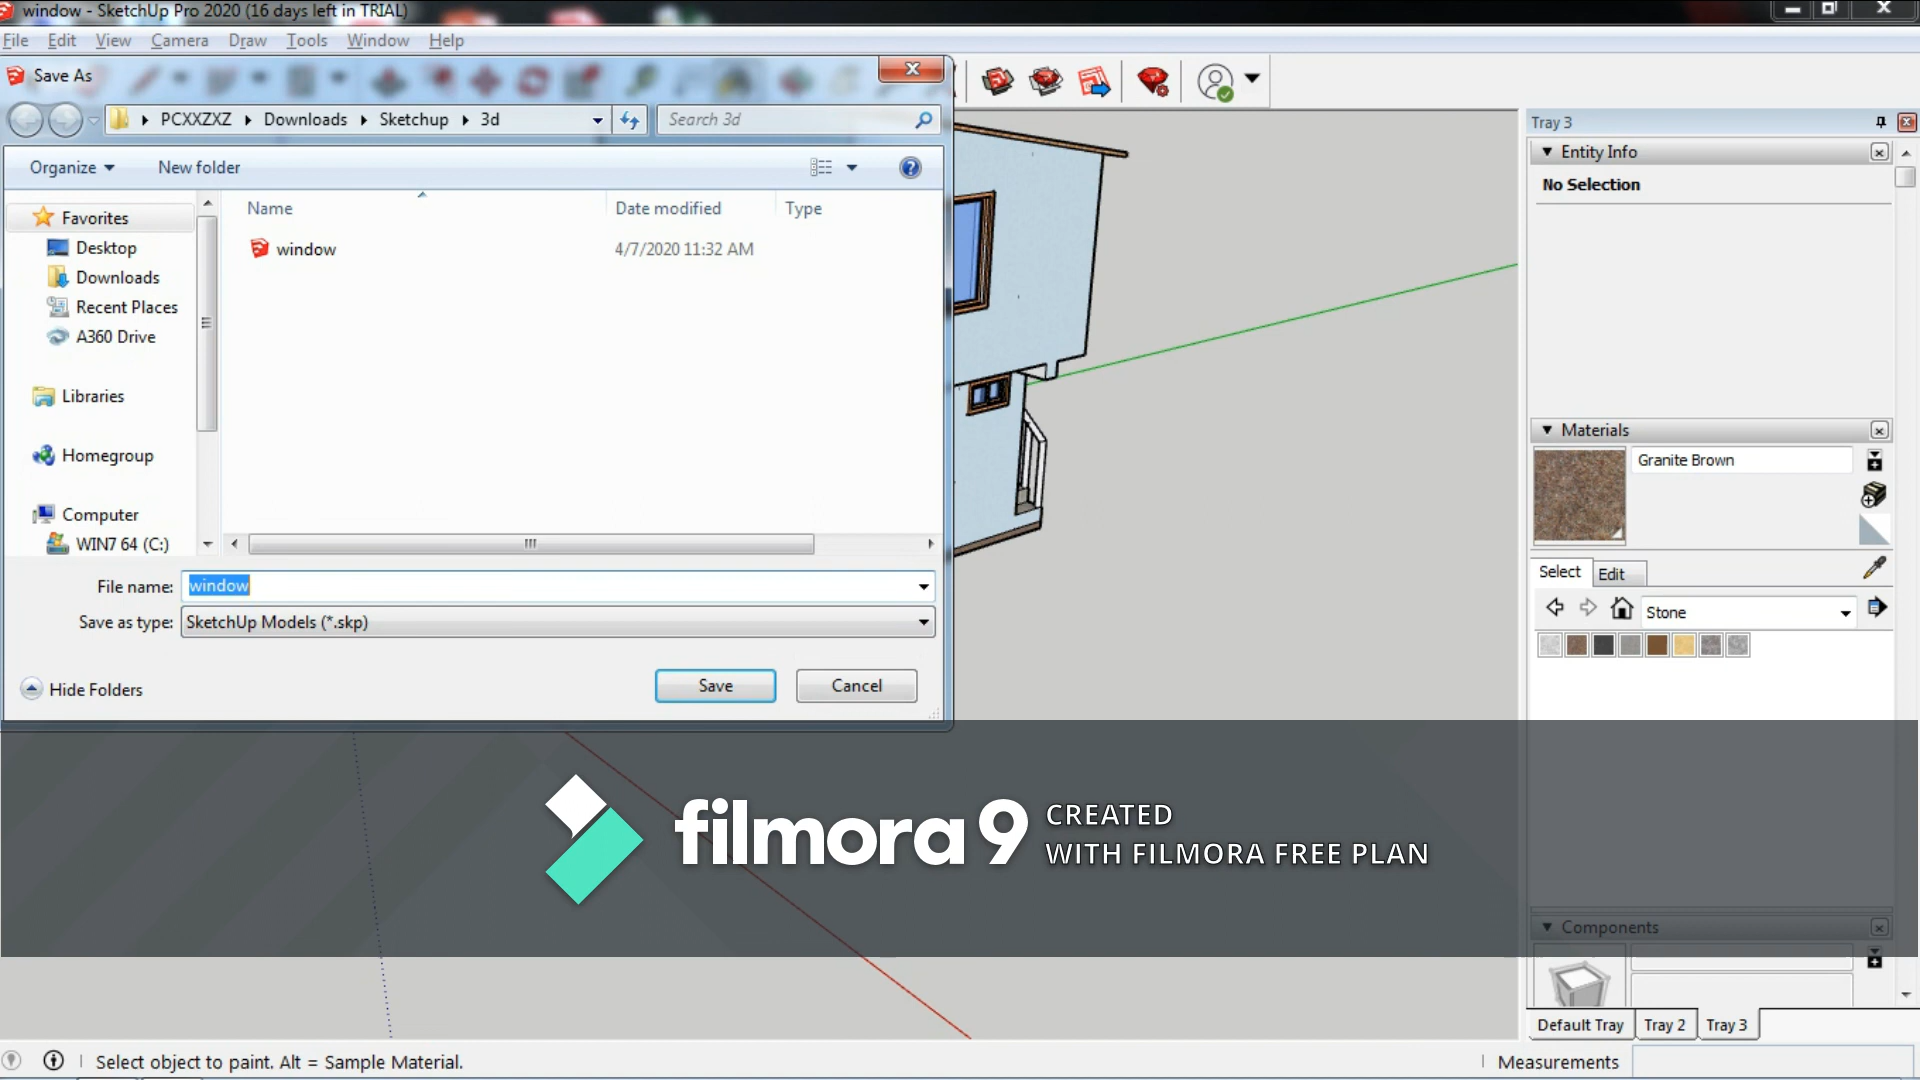 window - SketchUp Pro 2020 (16 days left in TRIAL)
File Edit View Camera Draw Tools Window Help
Save As
PCXXZXZ Downloads Sketchup 3d Search 3d
Organize New folder
Name Date modified Type
window 4/7/2020 11:32 AM
Favorites
Desktop
Downloads
Recent Places
A360 Drive
Libraries
Homegroup
Computer
WIN7 64 (C:)
File name: window
Save as type: SketchUp Models (*.skp)
Hide Folders Save Cancel
Tray 3
Entity Info
No Selection
Materials
Granite Brown
Select Edit
Stone
filmora9 CREATED
WITH FILMORA FREE PLAN
Components
Default Tray Tray 2 Tray 3
Select object to paint. Alt = Sample Material. Measurements